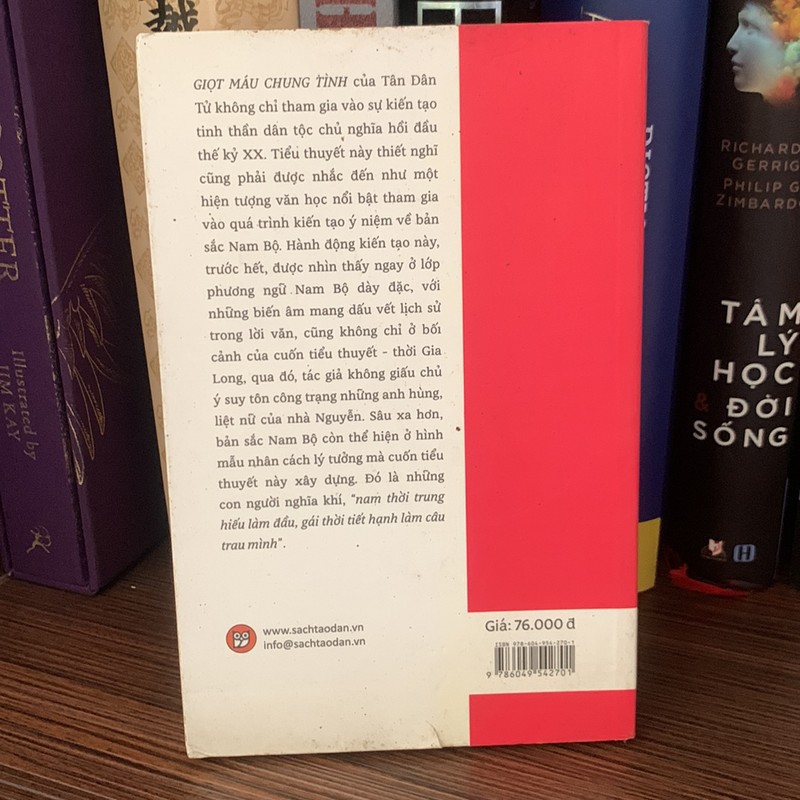 GIỌT MÁU CHUNG TÌNH của Tân Dân
Tử không chỉ tham gia vào sự kiến tạo
tinh thần dân tộc chủ nghĩa hồi đầu
thế kỷ XX. Tiểu thuyết này thiết nghĩ
cũng phải được nhắc đến như một
hiện tượng văn học nổi bật tham gia
vào quá trình kiến tạo ý niệm về bản
sắc Nam Bộ. Hành động kiến tạo này,
trước hết, được nhìn thấy ngay ở lớp
phương ngữ Nam Bộ dày đặc, với
những biến âm mang dấu vết lịch sử
trong lời văn, cũng không chỉ ở bối
cảnh của cuốn tiểu thuyết - thời Gia
Long, qua đó, tác giả không giấu chủ
ý suy tôn công trạng những anh hùng,
liệt nữ của nhà Nguyễn. Sâu xa hơn,
bản sắc Nam Bộ còn thể hiện ở hình
mẫu nhân cách lý tưởng mà cuốn tiểu
thuyết này xây dựng. Đó là những
con người nghĩa khí, "nam thời trung
hiếu làm đầu, gái thời tiết hạnh làm câu
trau mình".
www.sachtaodan.vn
info@sachtaodan.vn
Giá: 76.000 đ
ISBN 978-604-954-270-1
9 786049 542701
Illustrated by
JIM KAY
RICHARD
GERRIG
PHILIP G
ZIMBARDO
TÂM
LÝ
HỌC
& ĐỜI
SỐNG